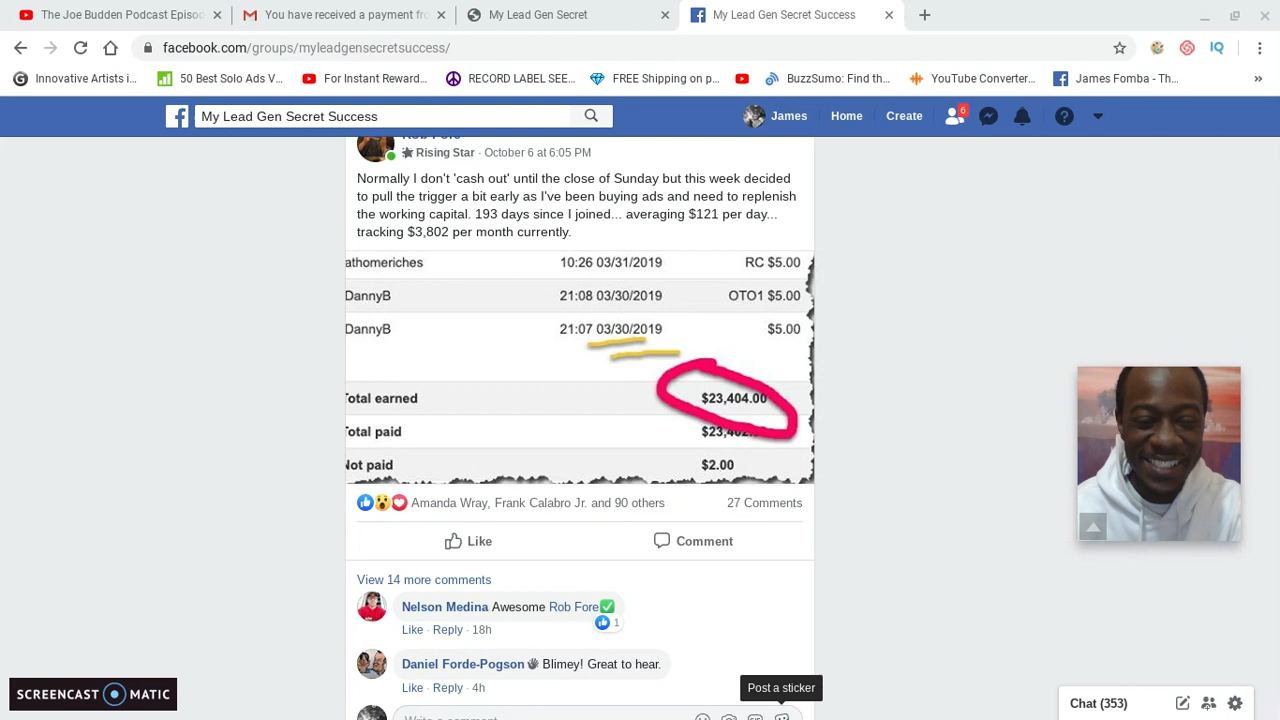 The Joe Budden Podcast Episod
You have received a payment fro
My Lead Gen Secret
My Lead Gen Secret Success
facebook.com/groups/myleadgensecretsuccess/
IQ
Innovative Artists i...
50 Best Solo Ads V...
For Instant Reward...
RECORD LABEL SEE...
FREE Shipping on p...
BuzzSumo: Find th...
YouTube Converter...
James Fomba - Th...
»
My Lead Gen Secret Success
James
Home
Create
6
Rob Fore
Rising Star · October 6 at 6:05 PM
Normally I don't 'cash out' until the close of Sunday but this week decided
to pull the trigger a bit early as I've been buying ads and need to replenish
the working capital. 193 days since I joined... averaging $121 per day...
tracking $3,802 per month currently.
athomeriches 10:26 03/31/2019 RC $5.00
DannyB 21:08 03/30/2019 OTO1 $5.00
DannyB 21:07 03/30/2019 $5.00
Total earned $23,404.00
Total paid
Not paid $2.00
Amanda Wray, Frank Calabro Jr. and 90 others 27 Comments
Like Comment
View 14 more comments
Nelson Medina Awesome Rob Fore
1
Like · Reply · 18h
Daniel Forde-Pogson Blimey! Great to hear.
Like · Reply · 4h
Post a sticker
Write a comment...
SCREENCAST O MATIC
Chat (353)